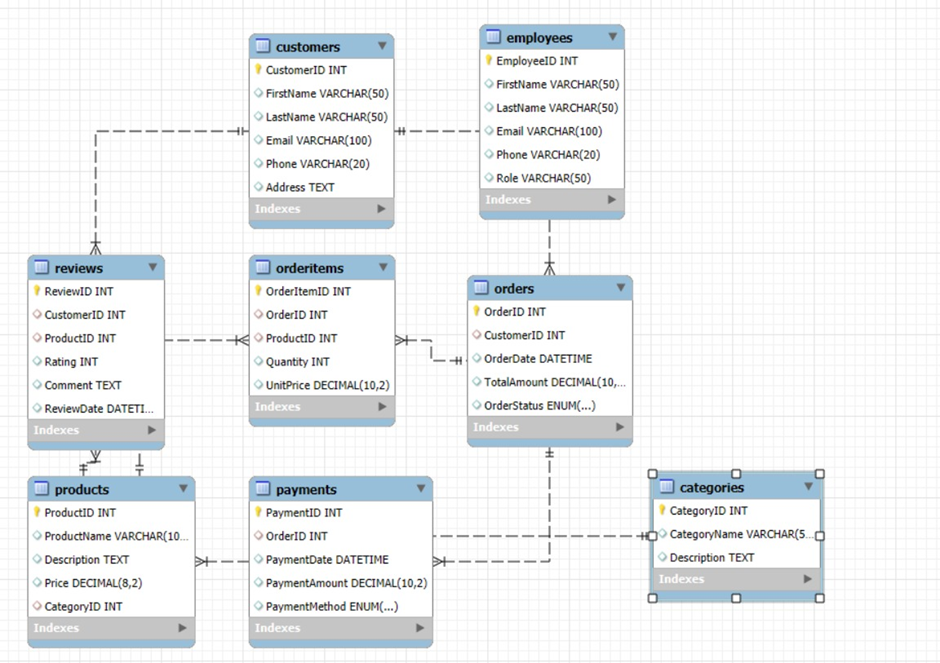 customers
CustomerID INT
FirstName VARCHAR(50)
LastName VARCHAR(50)
Email VARCHAR(100)
Phone VARCHAR(20)
Address TEXT
Indexes
employees
EmployeeID INT
FirstName VARCHAR(50)
LastName VARCHAR(50)
Email VARCHAR(100)
Phone VARCHAR(20)
Role VARCHAR(50)
Indexes
reviews
ReviewID INT
CustomerID INT
ProductID INT
Rating INT
Comment TEXT
ReviewDate DATETI...
Indexes
orderitems
OrderItemID INT
OrderID INT
ProductID INT
Quantity INT
UnitPrice DECIMAL(10,2)
Indexes
orders
OrderID INT
CustomerID INT
OrderDate DATETIME
TotalAmount DECIMAL(10,...
OrderStatus ENUM(...)
Indexes
products
ProductID INT
ProductName VARCHAR(10...
Description TEXT
Price DECIMAL(8,2)
CategoryID INT
Indexes
payments
PaymentID INT
OrderID INT
PaymentDate DATETIME
PaymentAmount DECIMAL(10,2)
PaymentMethod ENUM(...)
Indexes
categories
CategoryID INT
CategoryName VARCHAR(5...
Description TEXT
Indexes